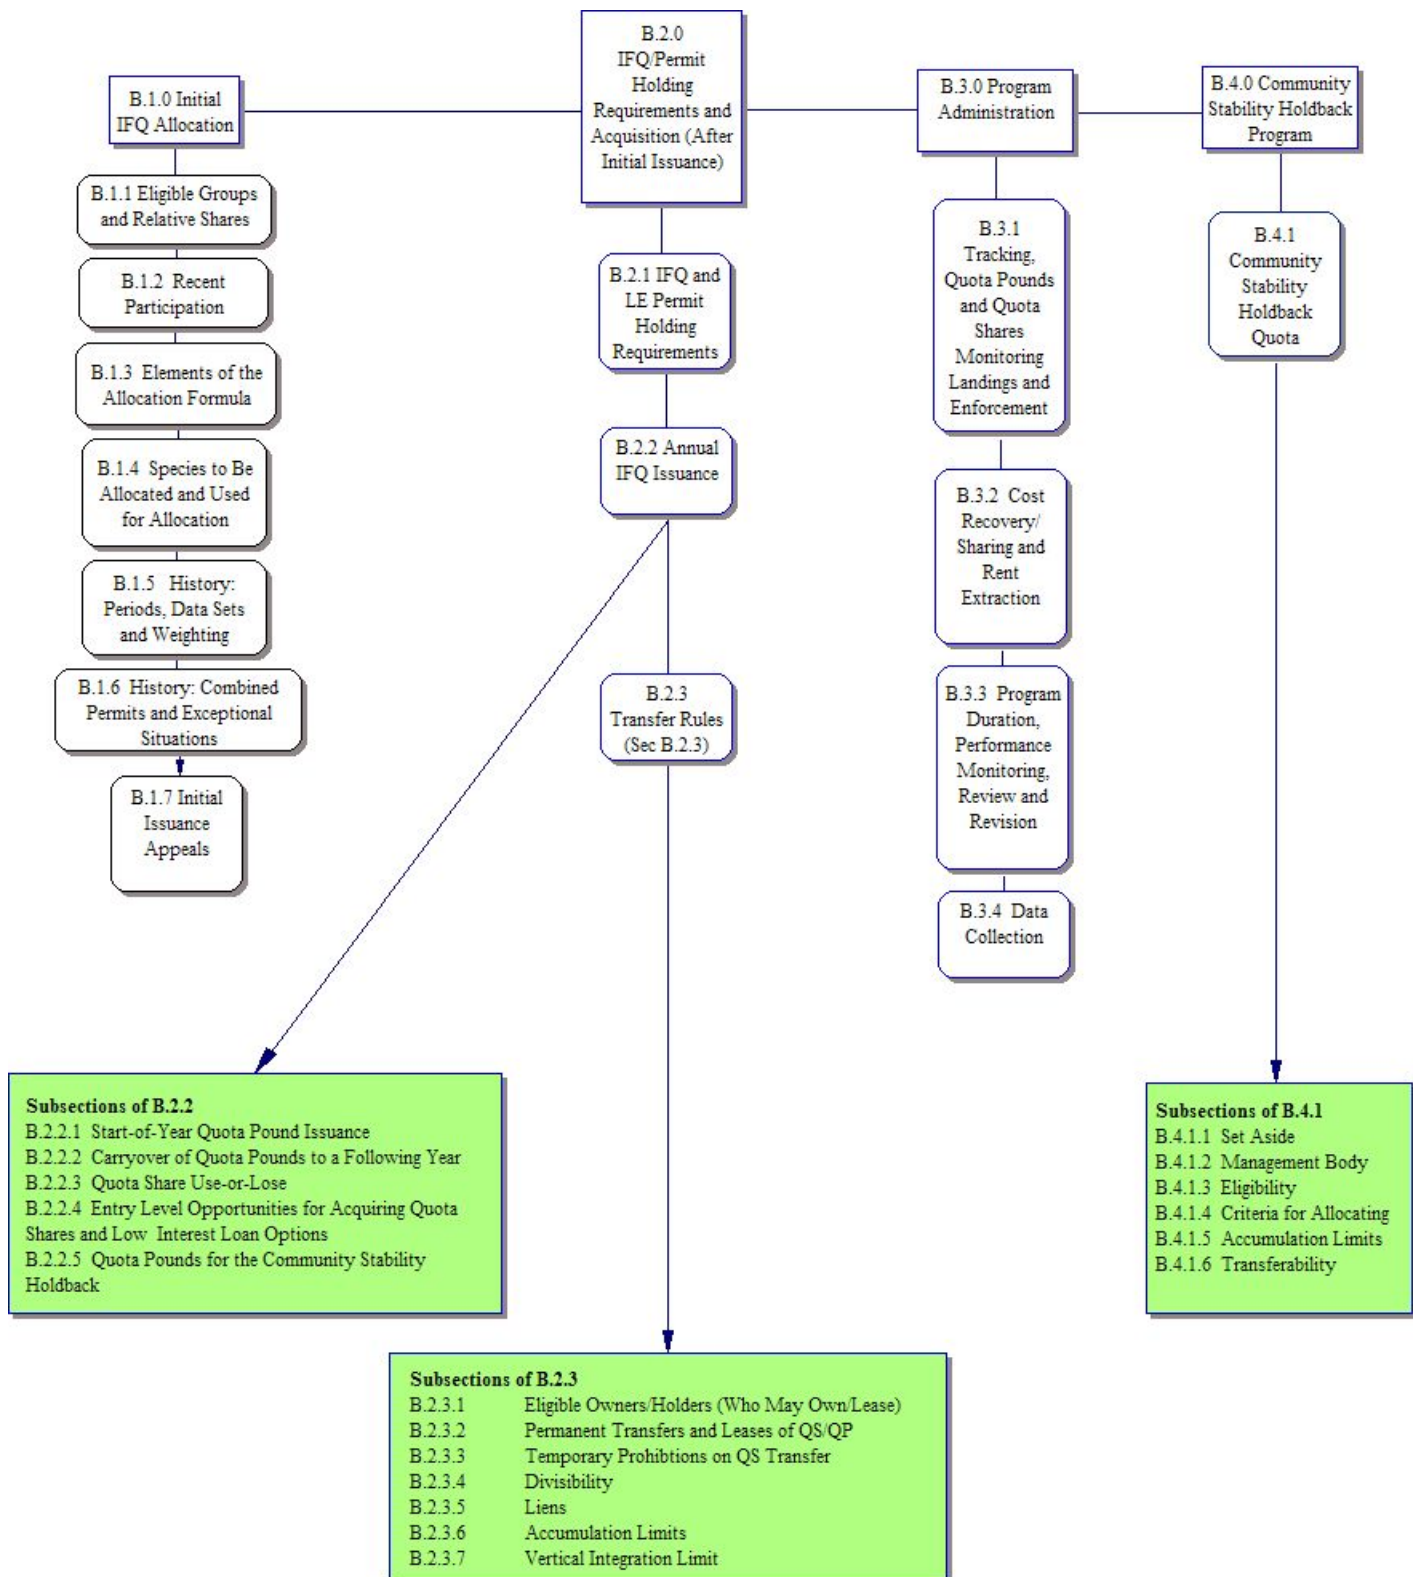 B.1.0 Initial
IFQ Allocation
B.1.1 Eligible Groups
and Relative Shares
B.1.2 Recent
Participation
B.1.3 Elements of the
Allocation Formula
B.1.4 Species to Be
Allocated and Used
for Allocation
B.1.5 History:
Periods, Data Sets
and Weighting
B.1.6 History: Combined
Permits and Exceptional
Situations
B.1.7 Initial
Issuance
Appeals
B.2.0
IFQ/Permit
Holding
Requirements and
Acquisition (After
Initial Issuance)
B.2.1 IFQ and
LE Permit
Holding
Requirements
B.2.2 Annual
IFQ Issuance
B.2.3
Transfer Rules
(Sec B.2.3)
B.3.0 Program
Administration
B.3.1
Tracking,
Quota Pounds
and Quota
Shares
Monitoring
Landings and
Enforcement
B.3.2 Cost
Recovery/
Sharing and
Rent
Extraction
B.3.3 Program
Duration,
Performance
Monitoring,
Review and
Revision
B.3.4 Data
Collection
B.4.0 Community
Stability Holdback
Program
B.4.1
Community
Stability
Holdback
Quota
Subsections of B.2.2
B.2.2.1 Start-of-Year Quota Pound Issuance
B.2.2.2 Carryover of Quota Pounds to a Following Year
B.2.2.3 Quota Share Use-or-Lose
B.2.2.4 Entry Level Opportunities for Acquiring Quota
Shares and Low Interest Loan Options
B.2.2.5 Quota Pounds for the Community Stability
Holdback
Subsections of B.4.1
B.4.1.1 Set Aside
B.4.1.2 Management Body
B.4.1.3 Eligibility
B.4.1.4 Criteria for Allocating
B.4.1.5 Accumulation Limits
B.4.1.6 Transferability
Subsections of B.2.3
B.2.3.1 Eligible Owners/Holders (Who May Own/Lease)
B.2.3.2 Permanent Transfers and Leases of QS/QP
B.2.3.3 Temporary Prohibtions on QS Transfer
B.2.3.4 Divisibility
B.2.3.5 Liens
B.2.3.6 Accumulation Limits
B.2.3.7 Vertical Integration Limit